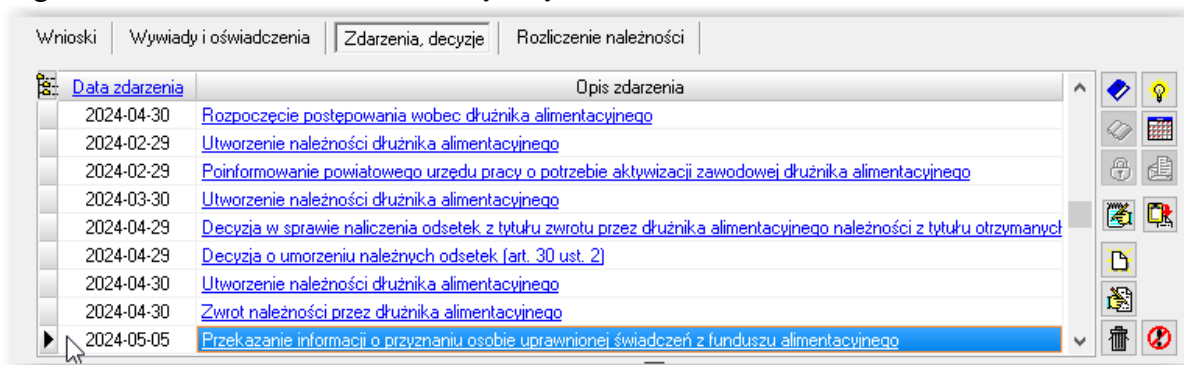 Wnioski Wywiady i oświadczenia Zdarzenia, decyzje Rozliczenie należności
Data zdarzenia Opis zdarzenia
2024-04-30 Rozpoczęcie postępowania wobec dłużnika alimentacyjnego
2024-02-29 Utworzenie należności dłużnika alimentacyjnego
2024-02-29 Poinformowanie powiatowego urzędu pracy o potrzebie aktywizacji zawodowej dłużnika alimentacyjnego
2024-03-30 Utworzenie należności dłużnika alimentacyjnego
2024-04-29 Decyzja w sprawie naliczenia odsetek z tytułu zwrotu przez dłużnika alimentacyjnego należności z tytułu otrzymanych
2024-04-29 Decyzja o umorzeniu należnych odsetek (art. 30 ust. 2)
2024-04-30 Utworzenie należności dłużnika alimentacyjnego
2024-04-30 Zwrot należności przez dłużnika alimentacyjnego
2024-05-05 Przekazanie informacji o przyznaniu osobie uprawnionej świadczeń z funduszu alimentacyjnego